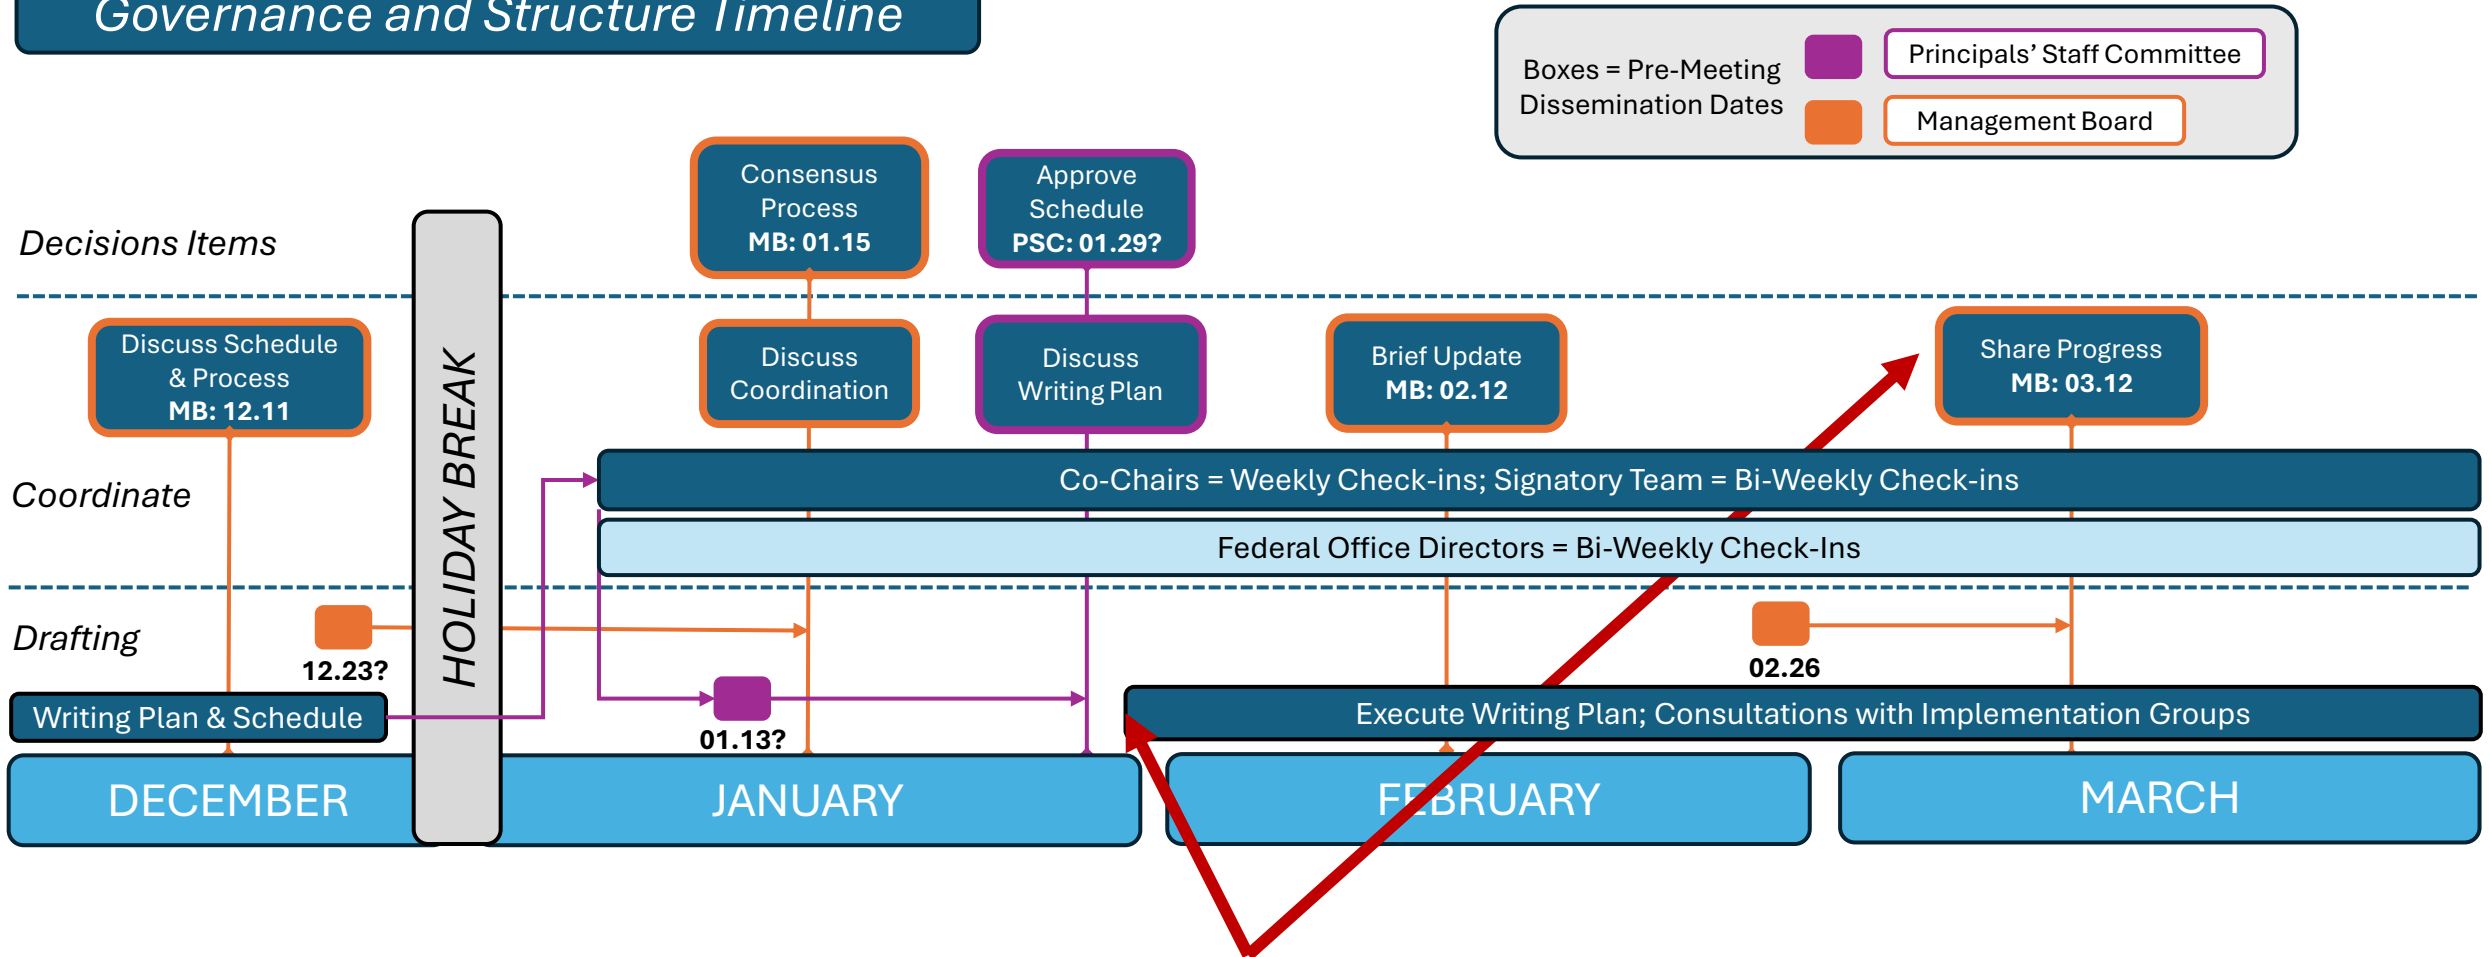 Governance and Structure Timeline
Boxes = Pre-Meeting
Dissemination Dates
Principals’ Staff Committee
Management Board
Decisions Items
Consensus
Process
MB: 01.15
Approve
Schedule
PSC: 01.29?
Discuss Schedule
& Process
MB: 12.11
HOLIDAY BREAK
Discuss
Coordination
Discuss
Writing Plan
Brief Update
MB: 02.12
Share Progress
MB: 03.12
Coordinate
Co-Chairs = Weekly Check-ins; Signatory Team = Bi-Weekly Check-ins
Federal Office Directors = Bi-Weekly Check-Ins
Drafting
12.23?
02.26
Writing Plan & Schedule
01.13?
Execute Writing Plan; Consultations with Implementation Groups
DECEMBER
JANUARY
FEBRUARY
MARCH